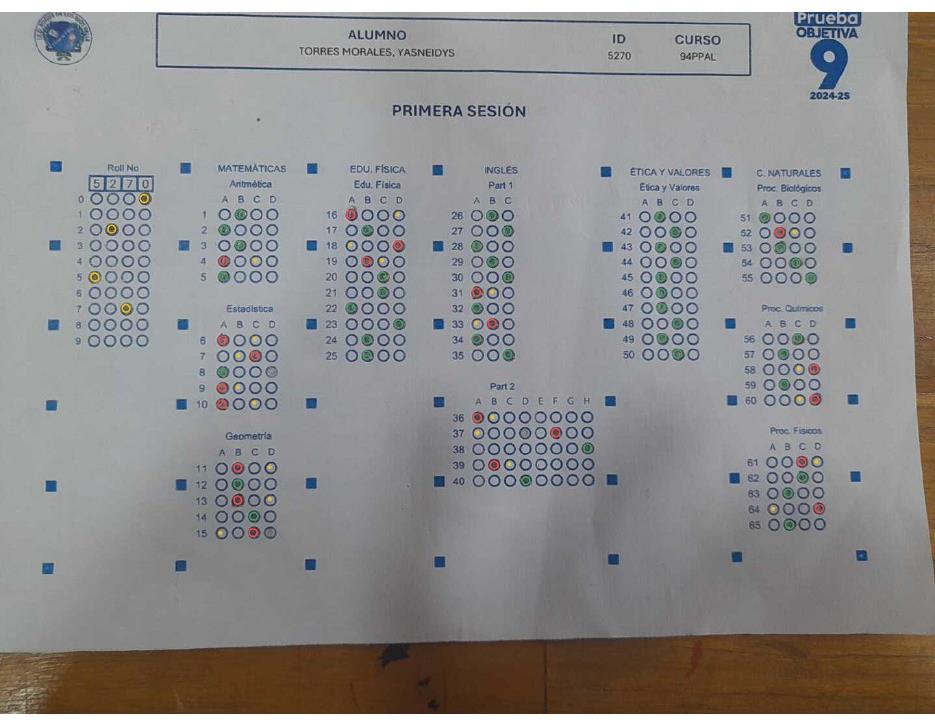 ALUMNO
TORRES MORALES, YASNEIDYS
ID
5270
CURSO
94PPAL
Prueba
OBJETIVA
9
2024-2S
PRIMERA SESIÓN
Roll No
5 2 7 0
0
1
2
3
4
5
6
7
8
9
MATEMÁTICAS
Aritmética
A B C D
1
2
3
4
5
Estadística
A B C D
6
7
8
9
10
Geometría
A B C D
11
12
13
14
15
EDU. FÍSICA
Edu. Física
A B C D
16
17
18
19
20
21
22
23
24
25
INGLÉS
Part 1
A B C
26
27
28
29
30
31
32
33
34
35
Part 2
A B C D E F G H
36
37
38
39
40
ÉTICA Y VALORES
Ética y Valores
A B C D
41
42
43
44
45
46
47
48
49
50
C. NATURALES
Proc. Biológicos
A B C D
51
52
53
54
55
Proc. Químicos
A B C D
56
57
58
59
60
Proc. Físicos
A B C D
61
62
63
64
65